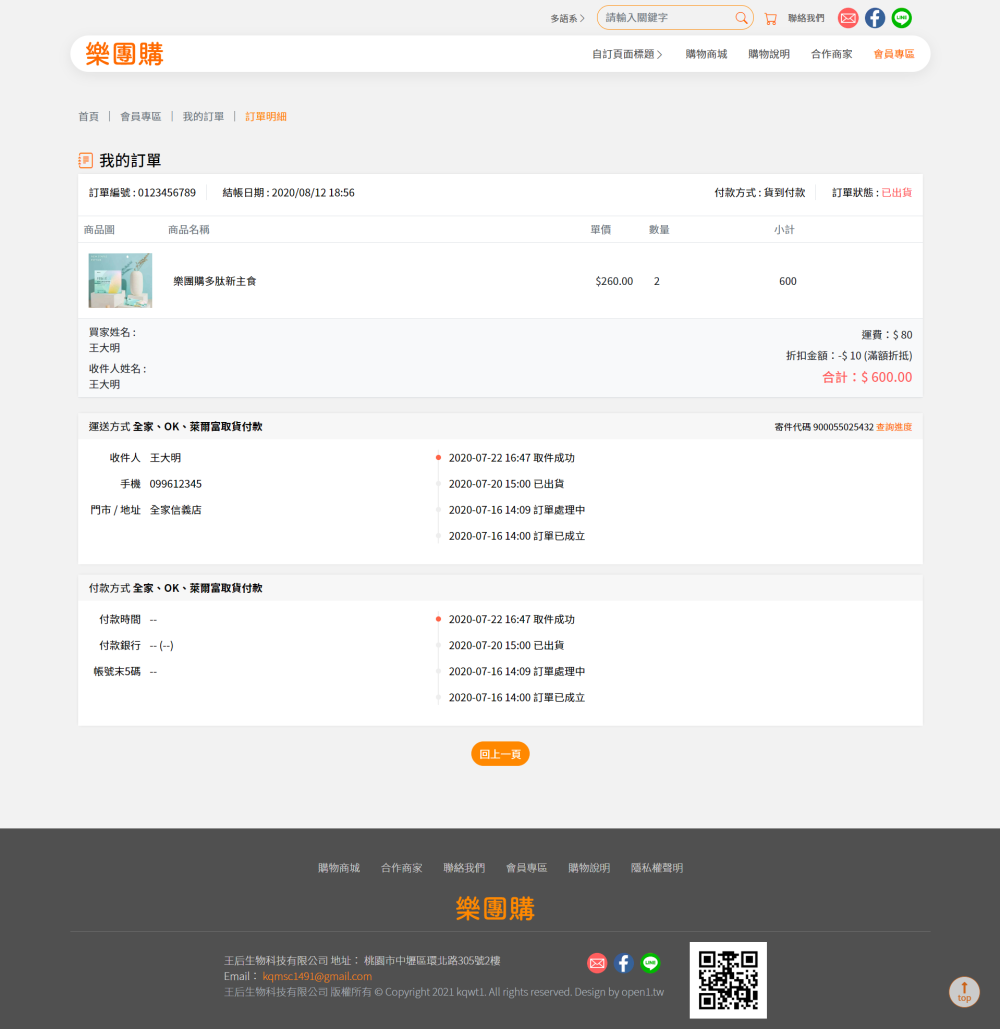 多語系
請輸入關鍵字
聯絡我們
LINE
樂團購
自訂頁面標題 購物商城 購物說明 合作商家 會員專區
首頁 | 會員專區 | 我的訂單 | 訂單明細
我的訂單
訂單編號 : 0123456789 結帳日期 : 2020/08/12 18:56 付款方式 : 貨到付款 訂單狀態 : 已出貨
商品圖 商品名稱 單價 數量 小計
樂團購多肽新主食 $260.00 2 600
買家姓名 :
王大明
收件人姓名 :
王大明
運費：$ 80
折扣金額：-$ 10 (滿額折抵)
合計：$ 600.00
運送方式 全家、OK、萊爾富取貨付款 寄件代碼 900055025432 查詢進度
收件人 王大明
手機 099612345
門市 / 地址 全家信義店
2020-07-22 16:47 取件成功
2020-07-20 15:00 已出貨
2020-07-16 14:09 訂單處理中
2020-07-16 14:00 訂單已成立
付款方式 全家、OK、萊爾富取貨付款
付款時間 --
付款銀行 -- (--)
帳號末5碼 --
2020-07-22 16:47 取件成功
2020-07-20 15:00 已出貨
2020-07-16 14:09 訂單處理中
2020-07-16 14:00 訂單已成立
回上一頁
購物商城 合作商家 聯絡我們 會員專區 購物說明 隱私權聲明
樂團購
王后生物科技有限公司 地址： 桃園市中壢區環北路305號2樓
Email： kqmsc1491@gmail.com
王后生物科技有限公司 版權所有 © Copyright 2021 kqwt1. All rights reserved. Design by open1.tw
LINE
top